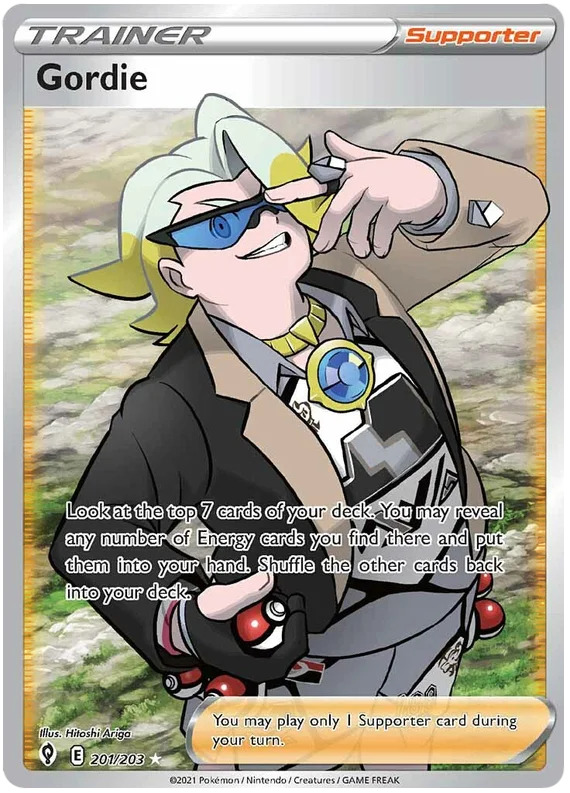 TRAINER Supporter
Gordie
Look at the top 7 cards of your deck. You may reveal
any number of Energy cards you find there and put
them into your hand. Shuffle the other cards back
into your deck.
You may play only 1 Supporter card during
your turn.
Illus. Hitoshi Ariga
E 201/203 ★
©2021 Pokémon / Nintendo / Creatures / GAME FREAK